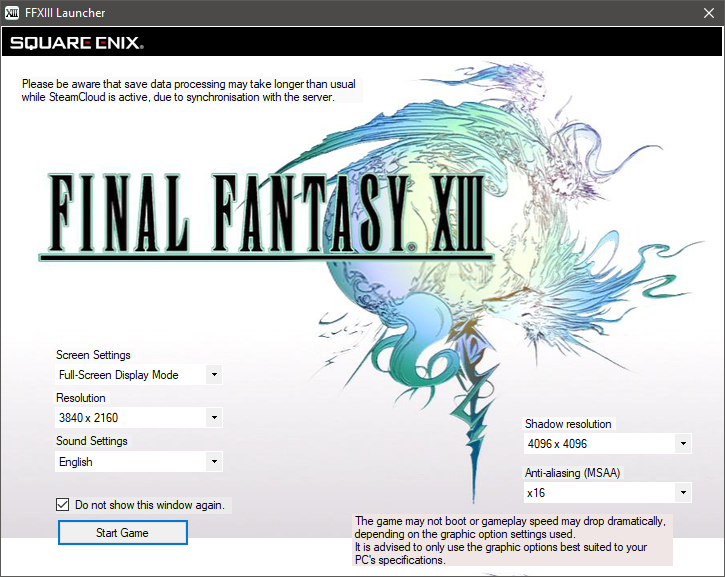 XIII FFXIII Launcher
SQUARE ENIX.
Please be aware that save data processing may take longer than usual
while SteamCloud is active, due to synchronisation with the server.
FINAL FANTASY® XIII
Screen Settings
Full-Screen Display Mode
Resolution
3840 x 2160
Sound Settings
English
Shadow resolution
4096 x 4096
Anti-aliasing (MSAA)
x16
Do not show this window again.
Start Game
The game may not boot or gameplay speed may drop dramatically,
depending on the graphic option settings used.
It is advised to only use the graphic options best suited to your
PC's specifications.